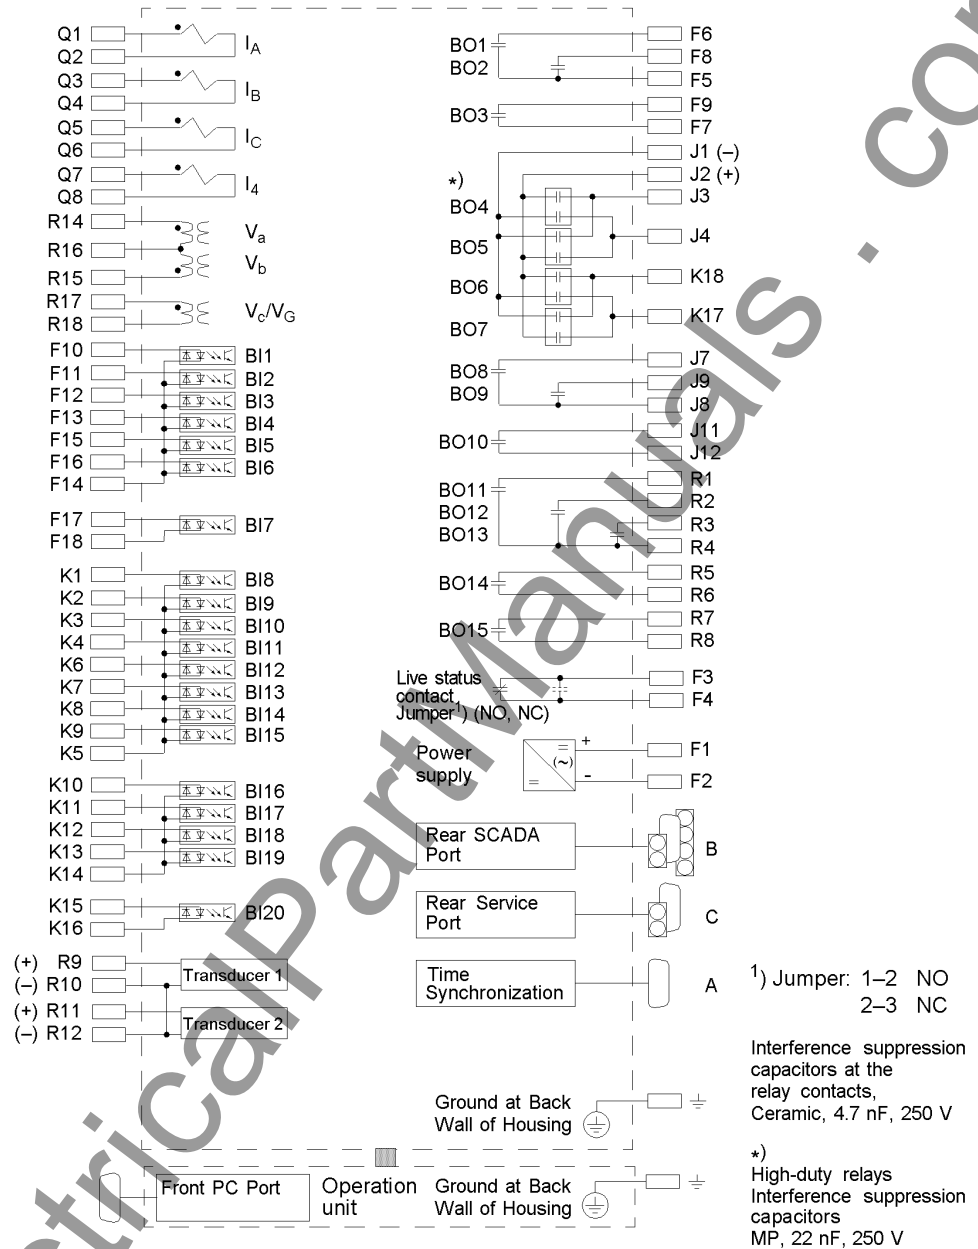 Q1
Q2
I A
Q3
Q4
I B
Q5
Q6
I C
Q7
Q8
I 4
R14
R16
R15
V a
V b
R17
R18
V c/V G
F10 BI1
F11 BI2
F12 BI3
F13 BI4
F15 BI5
F16 BI6
F14
F17 BI7
F18
K1 BI8
K2 BI9
K3 BI10
K4 BI11
K6 BI12
K7 BI13
K8 BI14
K9 BI15
K5
K10 BI16
K11 BI17
K12 BI18
K13 BI19
K14
K15 BI20
K16
(+) R9
(–) R10
Transducer 1
(+) R11
(–) R12
Transducer 2
BO1 F6
BO2 F8
F5
BO3 F9
F7
J1 (–)
J2 (+)
*)
J3
BO4
J4
BO5
K18
BO6
K17
BO7
J7
BO8
J9
BO9
J8
BO10 J11
J12
R1
BO11
R2
BO12
R3
BO13
R4
BO14 R5
R6
BO15 R7
R8
Live status
contact
Jumper1) (NO, NC)
F3
F4
Power
supply
= (~) =
+ F1
- F2
Rear SCADA
Port
B
Rear Service
Port
C
Time
Synchronization
A
Ground at Back
Wall of Housing
Front PC Port
Operation
unit
Ground at Back
Wall of Housing
1) Jumper: 1–2 NO
2–3 NC
Interference suppression
capacitors at the
relay contacts,
Ceramic, 4.7 nF, 250 V
*)
High-duty relays
Interference suppression
capacitors
MP, 22 nF, 250 V
ctricalPartManuals . co